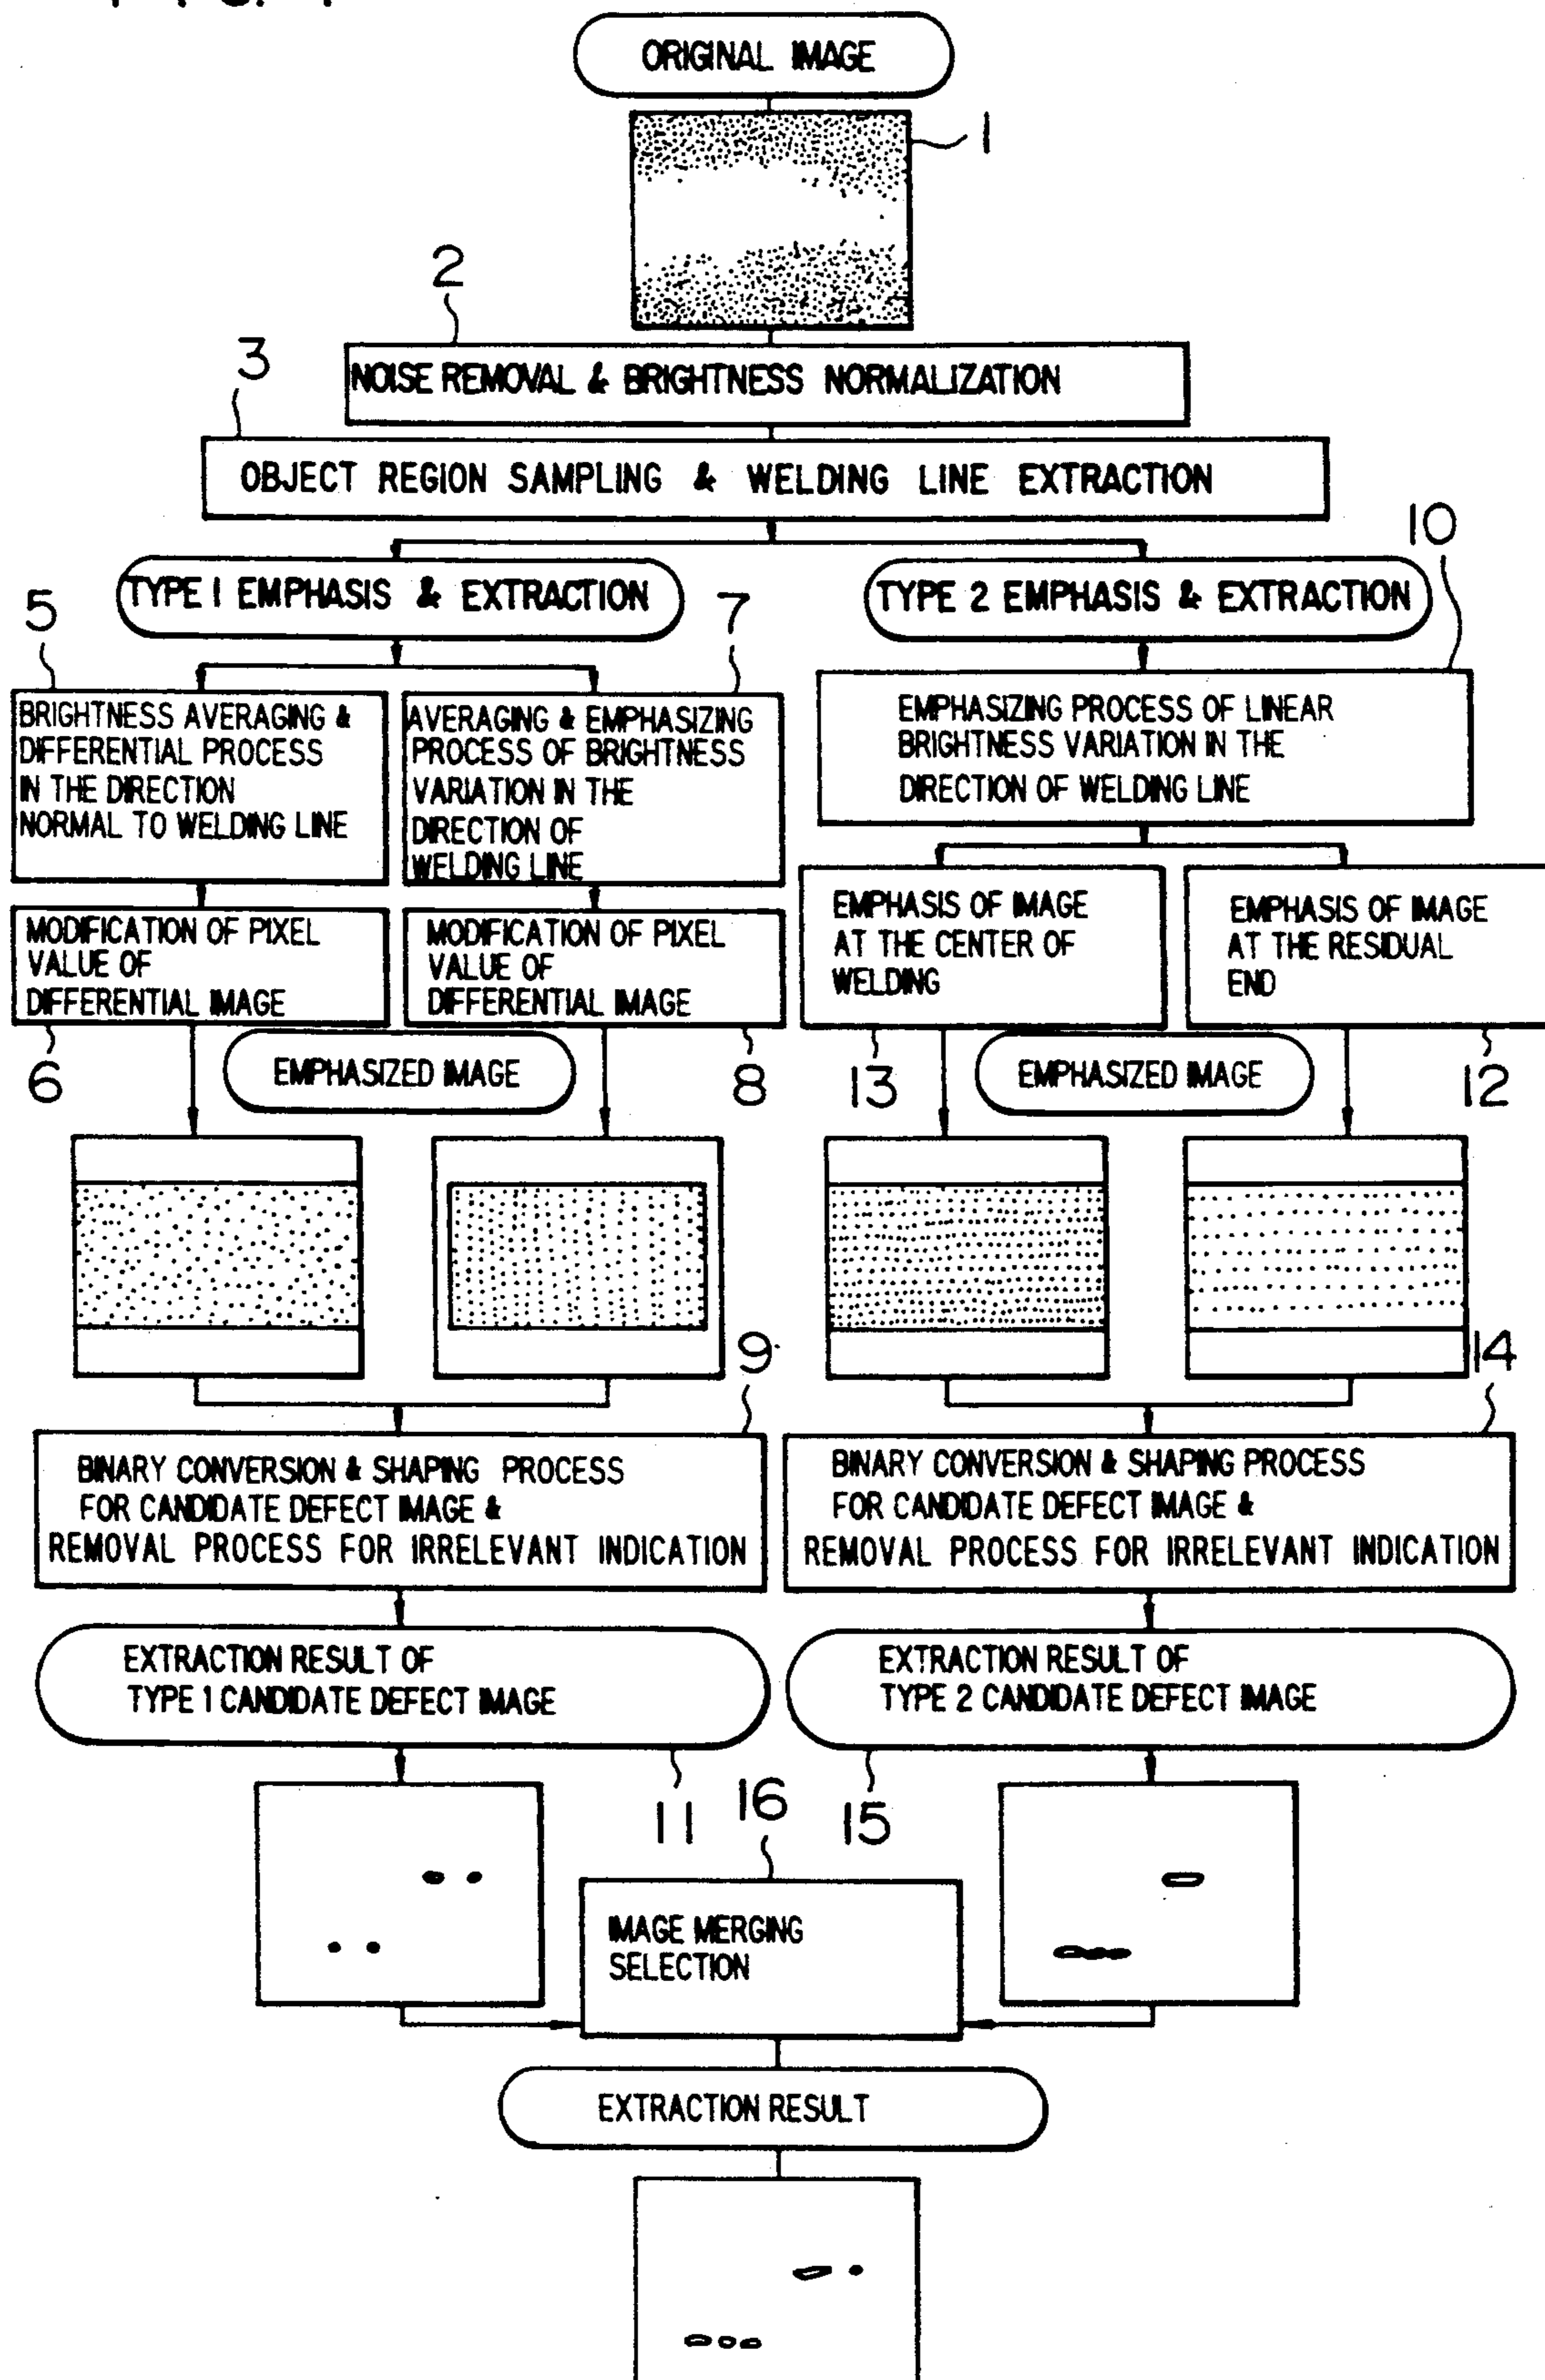 ORIGINAL IMAGE
1
2
NOISE REMOVAL & BRIGHTNESS NORMALIZATION
3
OBJECT REGION SAMPLING & WELDING LINE EXTRACTION
TYPE 1 EMPHASIS & EXTRACTION
5
BRIGHTNESS AVERAGING &
DIFFERENTIAL PROCESS
IN THE DIRECTION
NORMAL TO WELDING LINE
7
AVERAGING & EMPHASIZING
PROCESS OF BRIGHTNESS
VARIATION IN THE
DIRECTION OF
WELDING LINE
MODIFICATION OF PIXEL
VALUE OF
DIFFERENTIAL IMAGE
6
MODIFICATION OF PIXEL
VALUE OF
DIFFERENTIAL IMAGE
8
EMPHASIZED IMAGE
TYPE 2 EMPHASIS & EXTRACTION
10
EMPHASIZING PROCESS OF LINEAR
BRIGHTNESS VARIATION IN THE
DIRECTION OF WELDING LINE
EMPHASIS OF IMAGE
AT THE CENTER OF
WELDING
13
EMPHASIS OF IMAGE
AT THE RESIDUAL
END
12
EMPHASIZED IMAGE
9
BINARY CONVERSION & SHAPING PROCESS
FOR CANDIDATE DEFECT IMAGE &
REMOVAL PROCESS FOR IRRELEVANT INDICATION
14
BINARY CONVERSION & SHAPING PROCESS
FOR CANDIDATE DEFECT IMAGE &
REMOVAL PROCESS FOR IRRELEVANT INDICATION
EXTRACTION RESULT OF
TYPE 1 CANDIDATE DEFECT IMAGE
11
EXTRACTION RESULT OF
TYPE 2 CANDIDATE DEFECT IMAGE
15
16
IMAGE MERGING
SELECTION
EXTRACTION RESULT